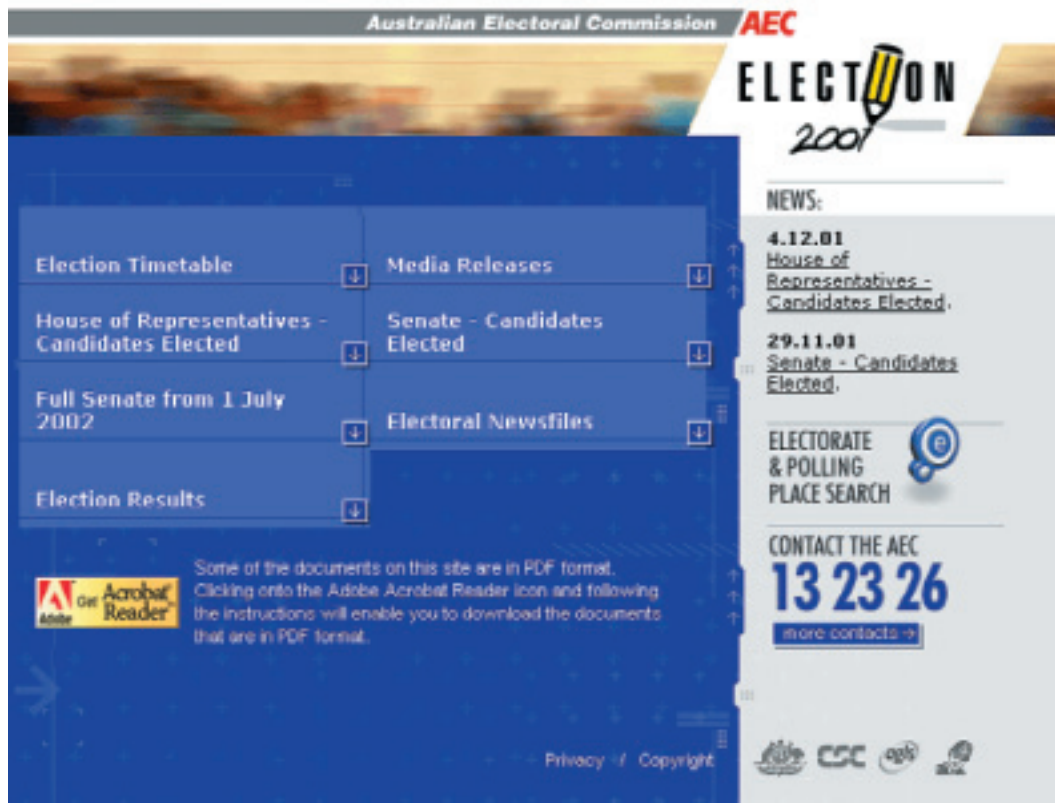 Australian Electoral Commission AEC
ELECTION
2001
NEWS:
4.12.01
House of
Representatives -
Candidates Elected.
29.11.01
Senate - Candidates
Elected.
ELECTORATE
& POLLING
PLACE SEARCH
CONTACT THE AEC
13 23 26
more contacts
Election Timetable
Media Releases
House of Representatives -
Candidates Elected
Senate - Candidates
Elected
Full Senate from 1 July
2002
Electoral Newsfiles
Election Results
Adobe
Get Acrobat
Reader
Some of the documents on this site are in PDF format.
Clicking onto the Adobe Acrobat Reader icon and following
the instructions will enable you to download the documents
that are in PDF format.
Privacy / Copyright
CSC
agls